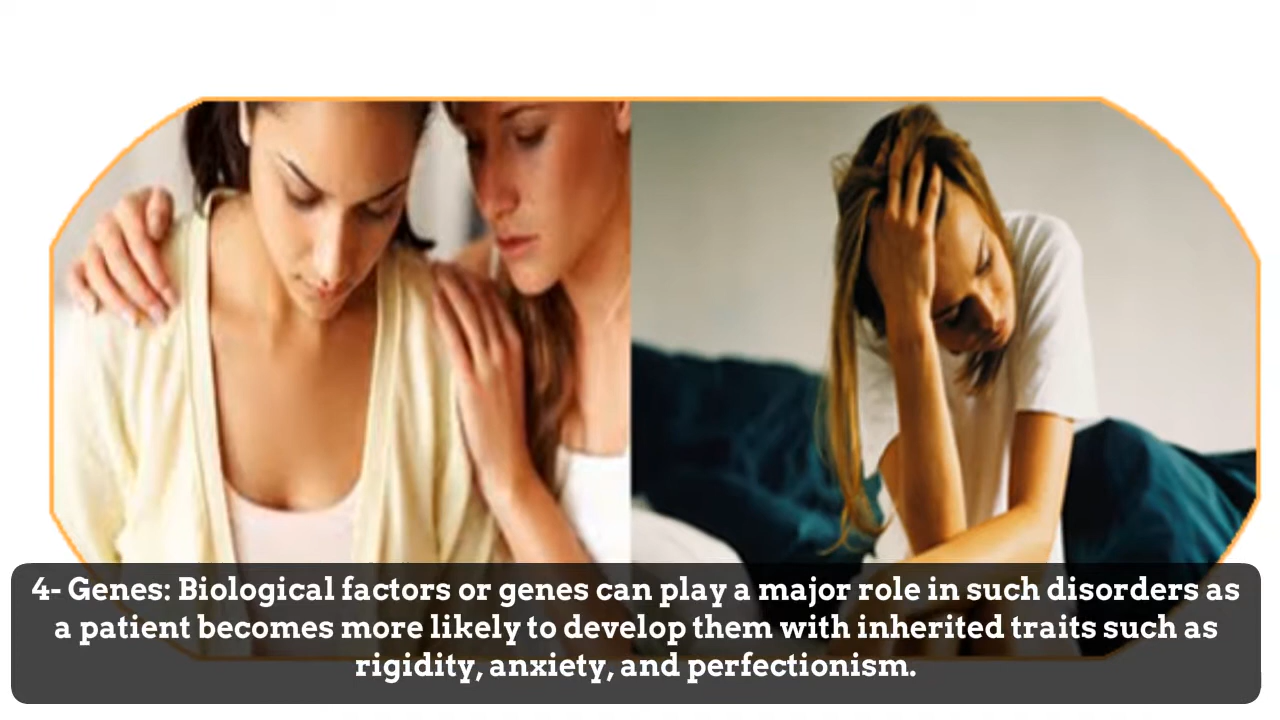 4- Genes: Biological factors or genes can play a major role in such disorders as
a patient becomes more likely to develop them with inherited traits such as
rigidity, anxiety, and perfectionism.